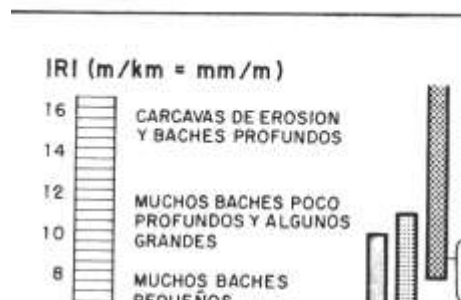 IRI (m/km = mm/m)
16
CARCAVAS DE EROSION
Y BACHES PROFUNDOS
14
12
MUCHOS BACHES POCO
PROFUNDOS Y ALGUNOS
10
GRANDES
8
MUCHOS BACHES
PEQUEÑOS